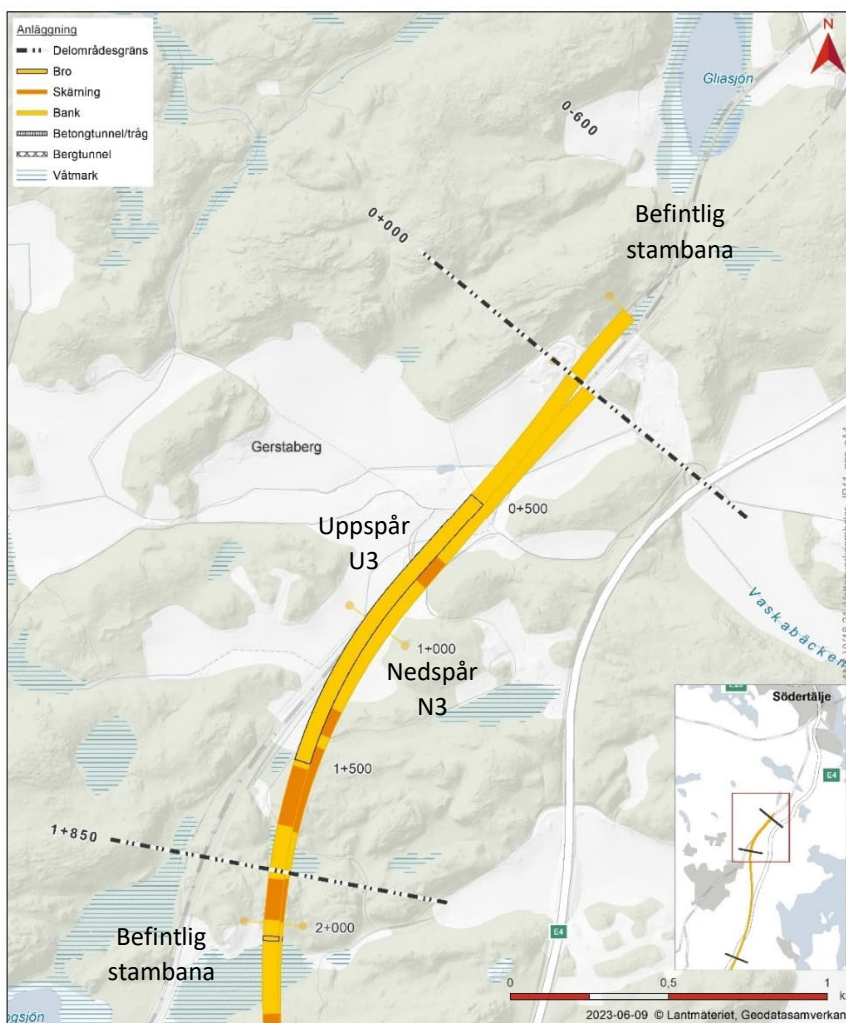 Anläggning
Delområdesgräns
Bro
Skärning
Bank
Betongtunnel/tråg
Bergtunnel
Våtmark
N
Gliasjön
0-600
Befintlig
stambana
0+000
Gerstaberg
0+500
Uppspår
U3
Vaskabäcken
1+000
Nedspår
N3
Södertälje
E4
1+500
1+850
2+000
Befintlig
stambana
E4
0
0,5
1
2023-06-09 © Lantmäteriet, Geodatasamverkan